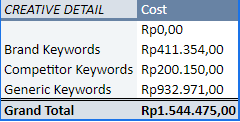 CREATIVE DETAIL Cost
Rp0,00
Brand Keywords Rp411.354,00
Competitor Keywords Rp200.150,00
Generic Keywords Rp932.971,00
Grand Total Rp1.544.475,00